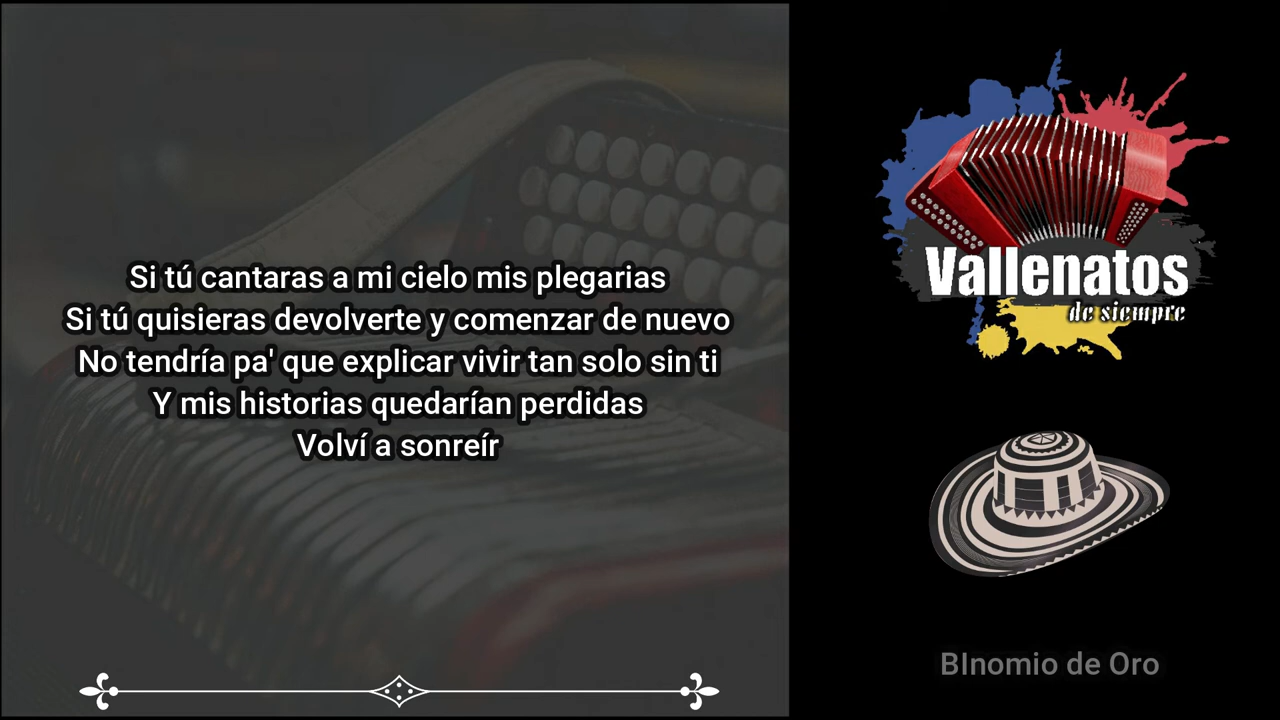 Si tú cantaras a mi cielo mis plegarias
Si tú quisieras devolverte y comenzar de nuevo
No tendría pa' que explicar vivir tan solo sin ti
Y mis historias quedarían perdidas
Volví a sonreír
Vallenatos
de siempre
BInomio de Oro